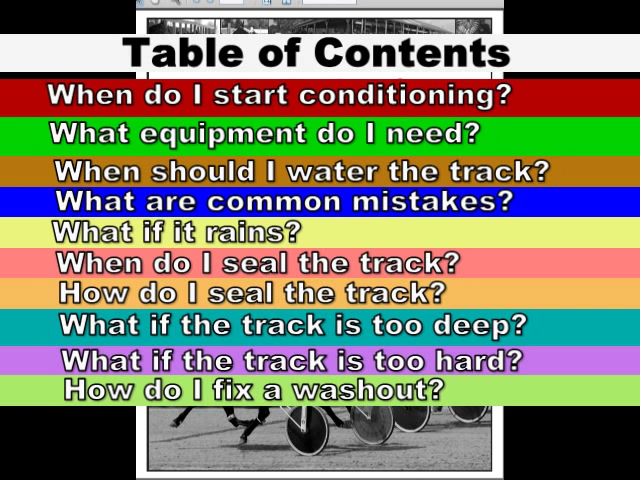 Table of Contents
When do I start conditioning?
What equipment do I need?
When should I water the track?
What are common mistakes?
What if it rains?
When do I seal the track?
How do I seal the track?
What if the track is too deep?
What if the track is too hard?
How do I fix a washout?